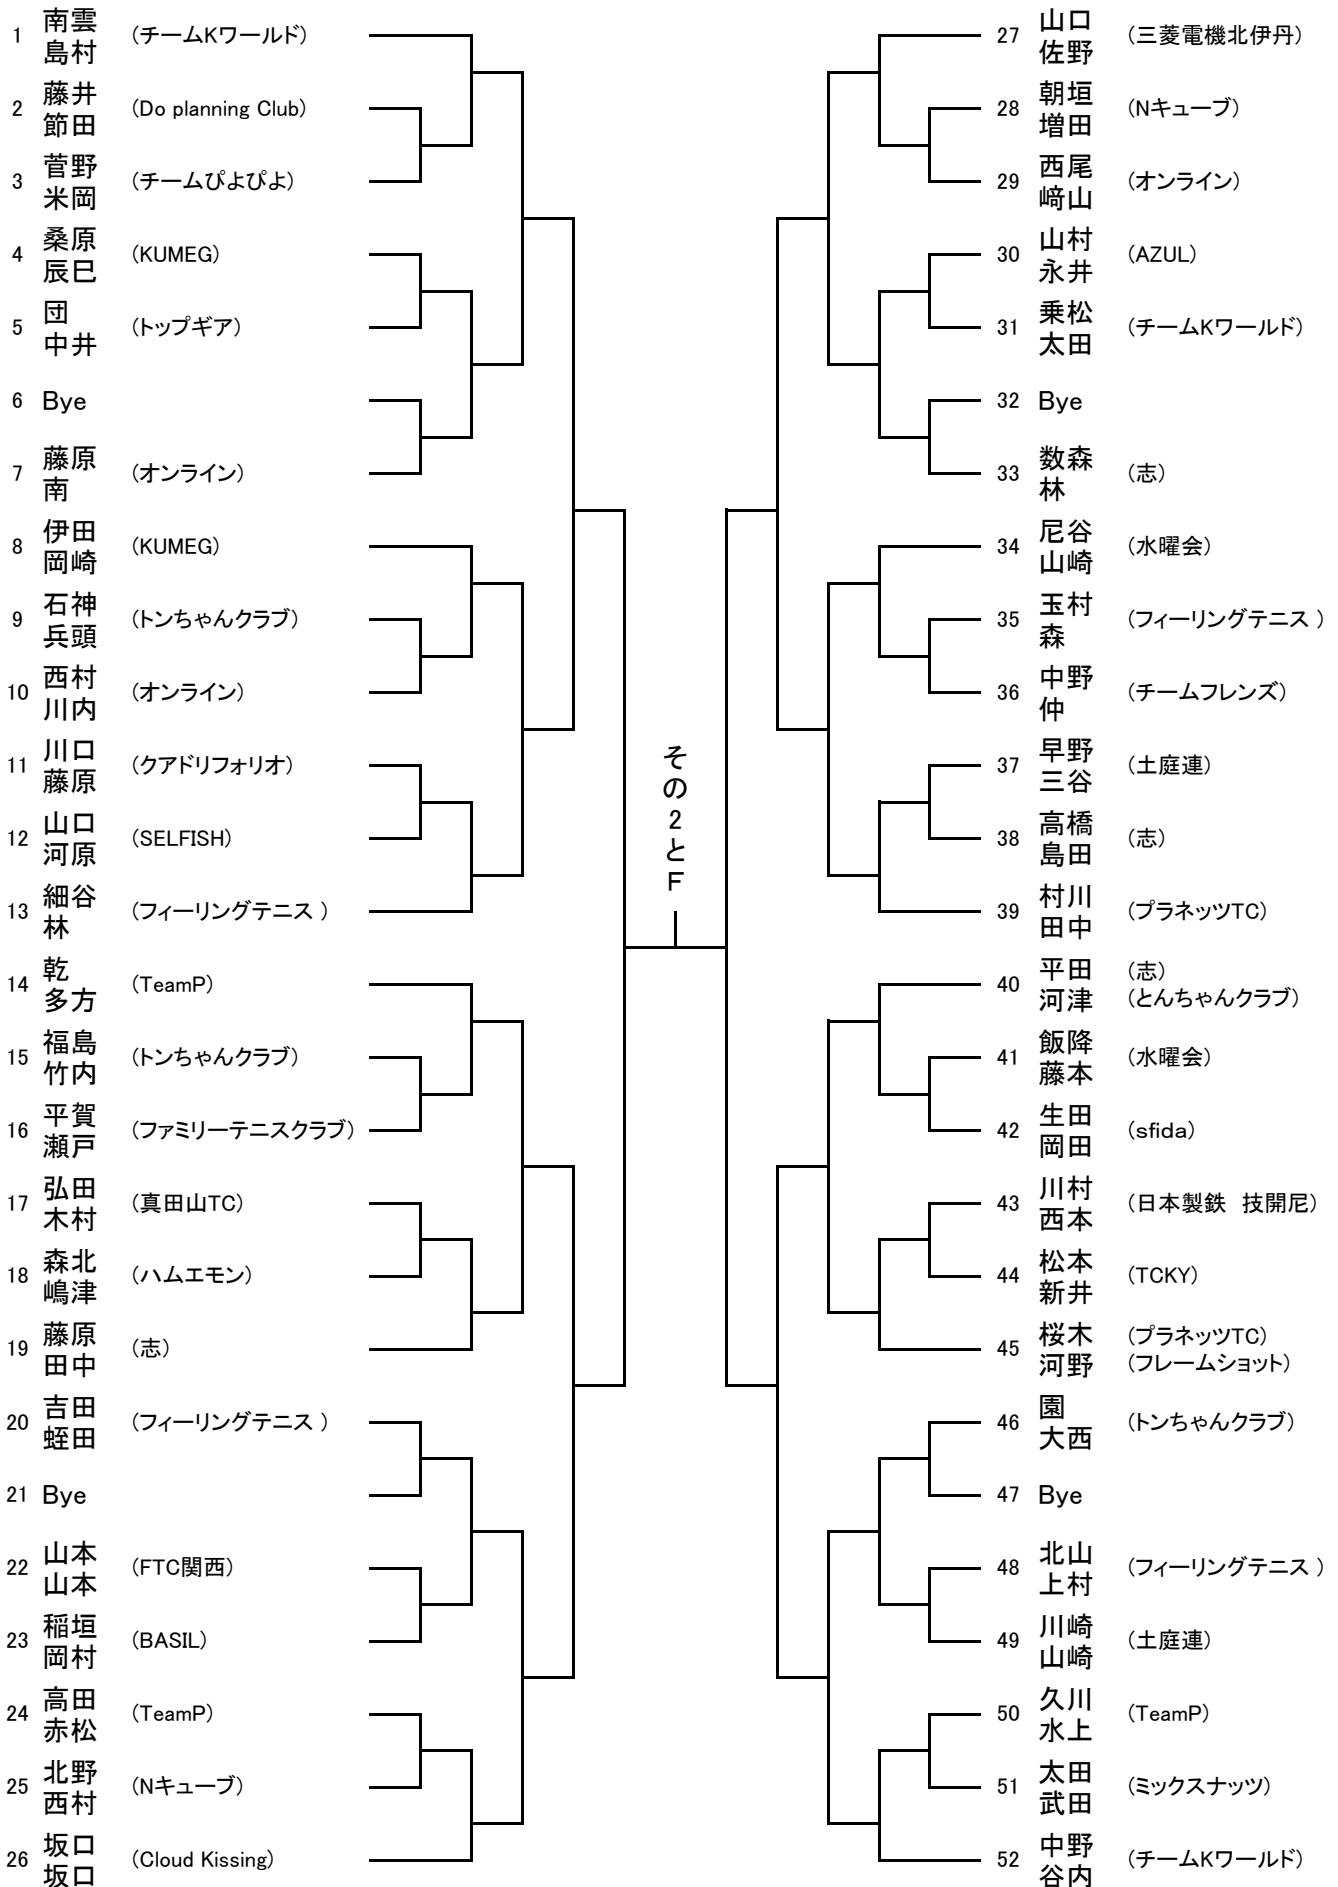 1 南雲 (チームKワールド)
島村
2 藤井 (Do planning Club)
節田
3 菅野 (チームぴよぴよ)
米岡
4 桑原 (KUMEG)
辰巳
5 団 (トップギア)
中井
6 Bye
7 藤原 (オンライン)
南
8 伊田 (KUMEG)
岡崎
9 石神 (トンちゃんクラブ)
兵頭
10 西村 (オンライン)
川内
11 川口 (クアドリフォリオ)
藤原
12 山口 (SELFISH)
河原
13 細谷 (フィーリングテニス )
林
14 乾 (TeamP)
多方
15 福島 (トンちゃんクラブ)
竹内
16 平賀 (ファミリーテニスクラブ)
瀬戸
17 弘田 (真田山TC)
木村
18 森北 (ハムエモン)
嶋津
19 藤原 (志)
田中
20 吉田 (フィーリングテニス )
蛭田
21 Bye
22 山本 (FTC関西)
山本
23 稲垣 (BASIL)
岡村
24 高田 (TeamP)
赤松
25 北野 (Nキューブ)
西村
26 坂口 (Cloud Kissing)
坂口
その2とF
27 山口 (三菱電機北伊丹)
佐野
28 朝垣 (Nキューブ)
増田
29 西尾 (オンライン)
﨑山
30 山村 (AZUL)
永井
31 乗松 (チームKワールド)
太田
32 Bye
33 数森 (志)
林
34 尼谷 (水曜会)
山崎
35 玉村 (フィーリングテニス )
森
36 中野 (チームフレンズ)
仲
37 早野 (土庭連)
三谷
38 高橋 (志)
島田
39 村川 (プラネッツTC)
田中
40 平田 (志)
河津 (とんちゃんクラブ)
41 飯降 (水曜会)
藤本
42 生田 (sfida)
岡田
43 川村 (日本製鉄　技開尼)
西本
44 松本 (TCKY)
新井
45 桜木 (プラネッツTC)
河野 (フレームショット)
46 園 (トンちゃんクラブ)
大西
47 Bye
48 北山 (フィーリングテニス )
上村
49 川崎 (土庭連)
山崎
50 久川 (TeamP)
水上
51 太田 (ミックスナッツ)
武田
52 中野 (チームKワールド)
谷内